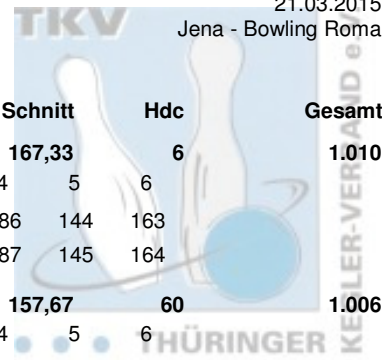 TKV
21.03.2015
Jena - Bowling Roma
Schnitt Hdc Gesamt
167,33 6 1.010
4 5 6
86 144 163
87 145 164
157,67 60 1.006
4 5 6
THÜRINGER
KEGLER-VERBAND e.V.